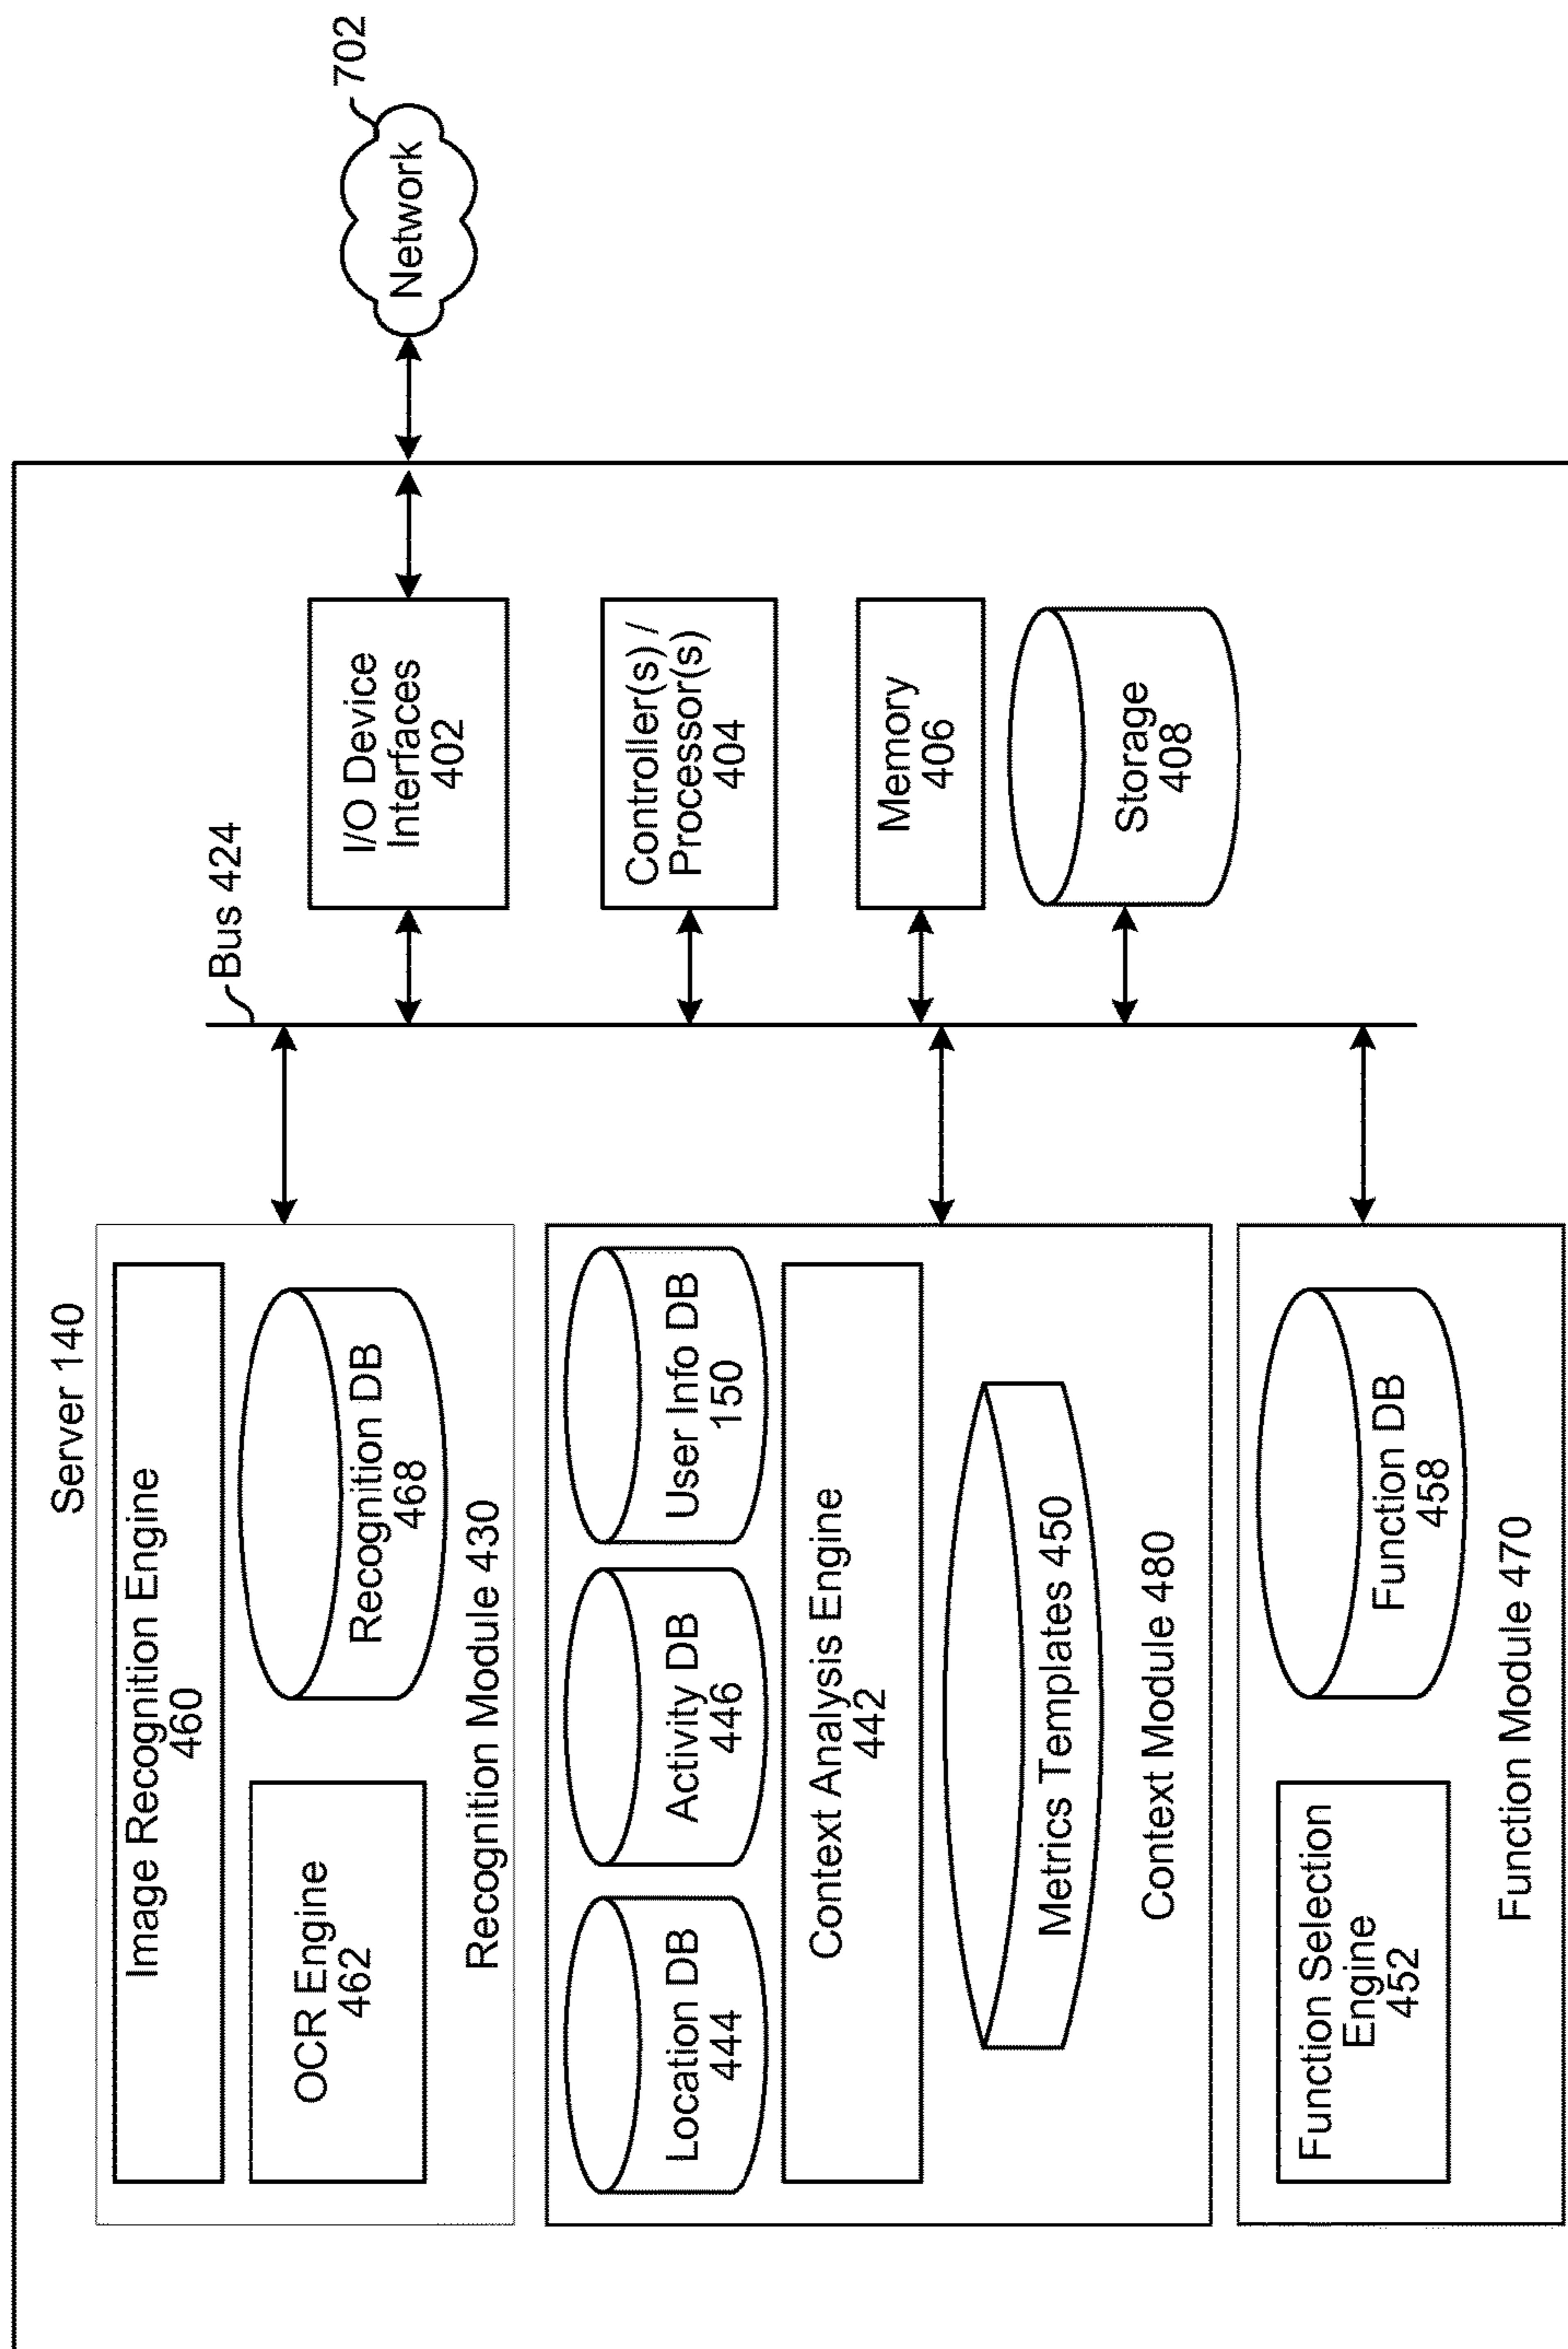 Server 140
Image Recognition Engine
460
OCR Engine
462
Recognition DB
468
Recognition Module 430
Location DB
444
Activity DB
446
User Info DB
150
Context Analysis Engine
442
Metrics Templates 450
Context Module 480
Function Selection
Engine
452
Function DB
458
Function Module 470
Bus 424
I/O Device
Interfaces
402
Controller(s) /
Processor(s)
404
Memory
406
Storage
408
Network
702